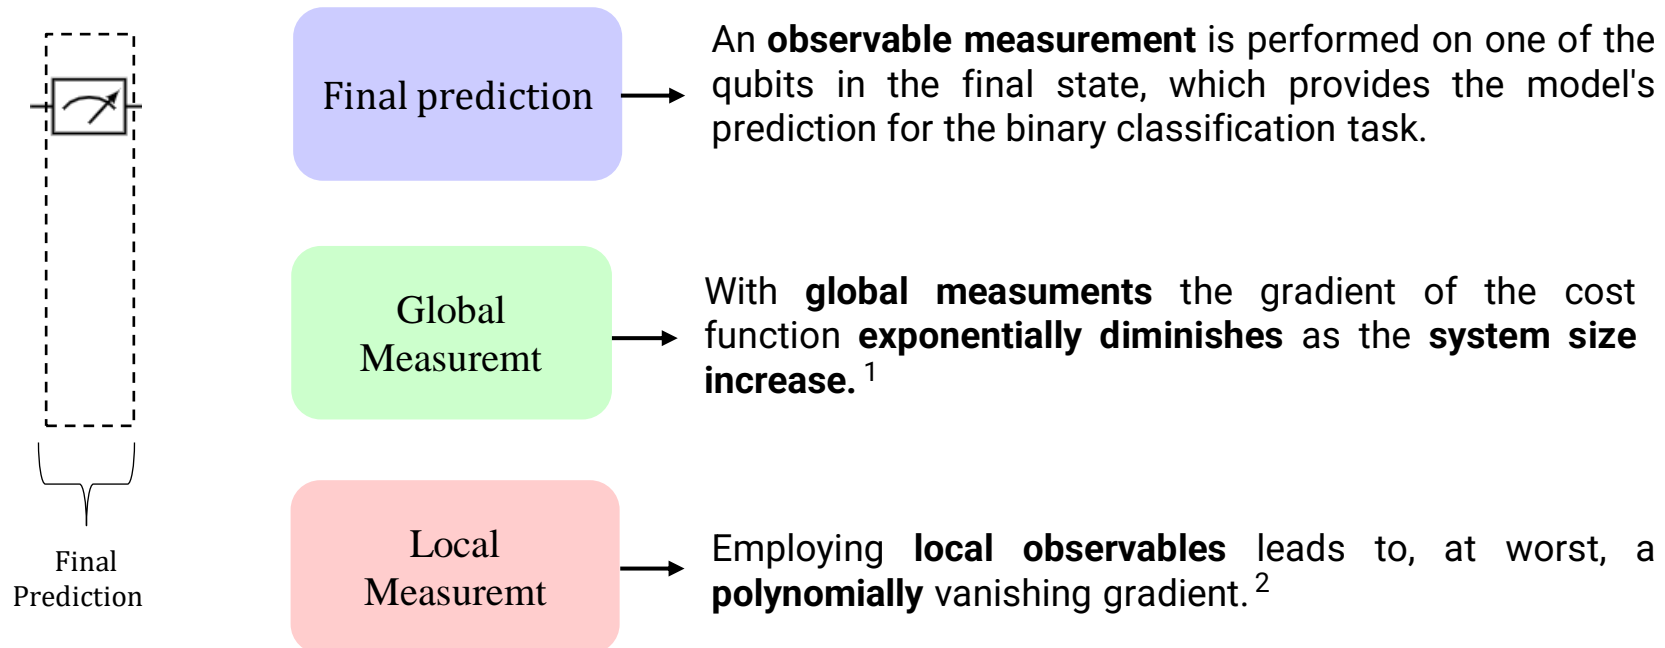 Final prediction
An observable measurement is performed on one of the
qubits in the final state, which provides the model's
prediction for the binary classification task.
Global
Measuremt
With global measuments the gradient of the cost
function exponentially diminishes as the system size
increase. 1
Local
Measuremt
Employing local observables leads to, at worst, a
polynomially vanishing gradient. 2
Final
Prediction